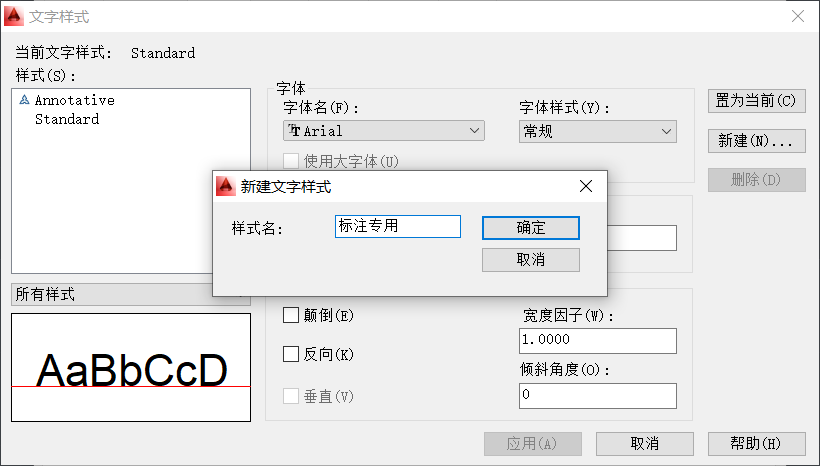 文字样式
当前文字样式: Standard
样式(S):
Annotative
Standard
所有样式
AaBbCcD
字体
字体名(F):
Arial
使用大字体(U)
字体样式(Y):
常规
置为当前(C)
新建(N)...
删除(D)
新建文字样式
样式名:
标注专用
确定
取消
颠倒(E)
反向(K)
垂直(V)
宽度因子(W):
1.0000
倾斜角度(O):
0
应用(A)
取消
帮助(H)